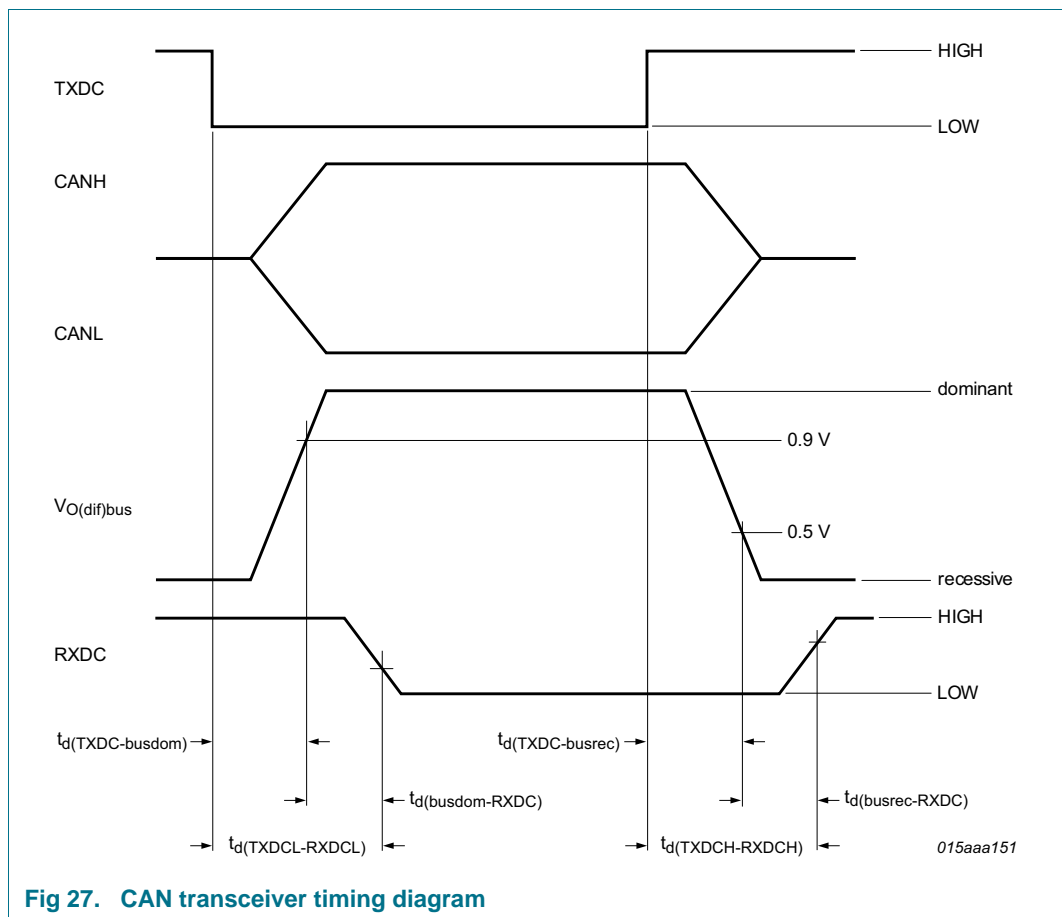 HIGH
TXDC
LOW
CANH
CANL
dominant
0.9 V
VO(dif)bus
0.5 V
recessive
HIGH
RXDC
LOW
td(TXDC-busdom)
td(TXDC-busrec)
td(busdom-RXDC)
td(busrec-RXDC)
td(TXDCL-RXDCL)
td(TXDCH-RXDCH)
015aaa151
Fig 27. CAN transceiver timing diagram